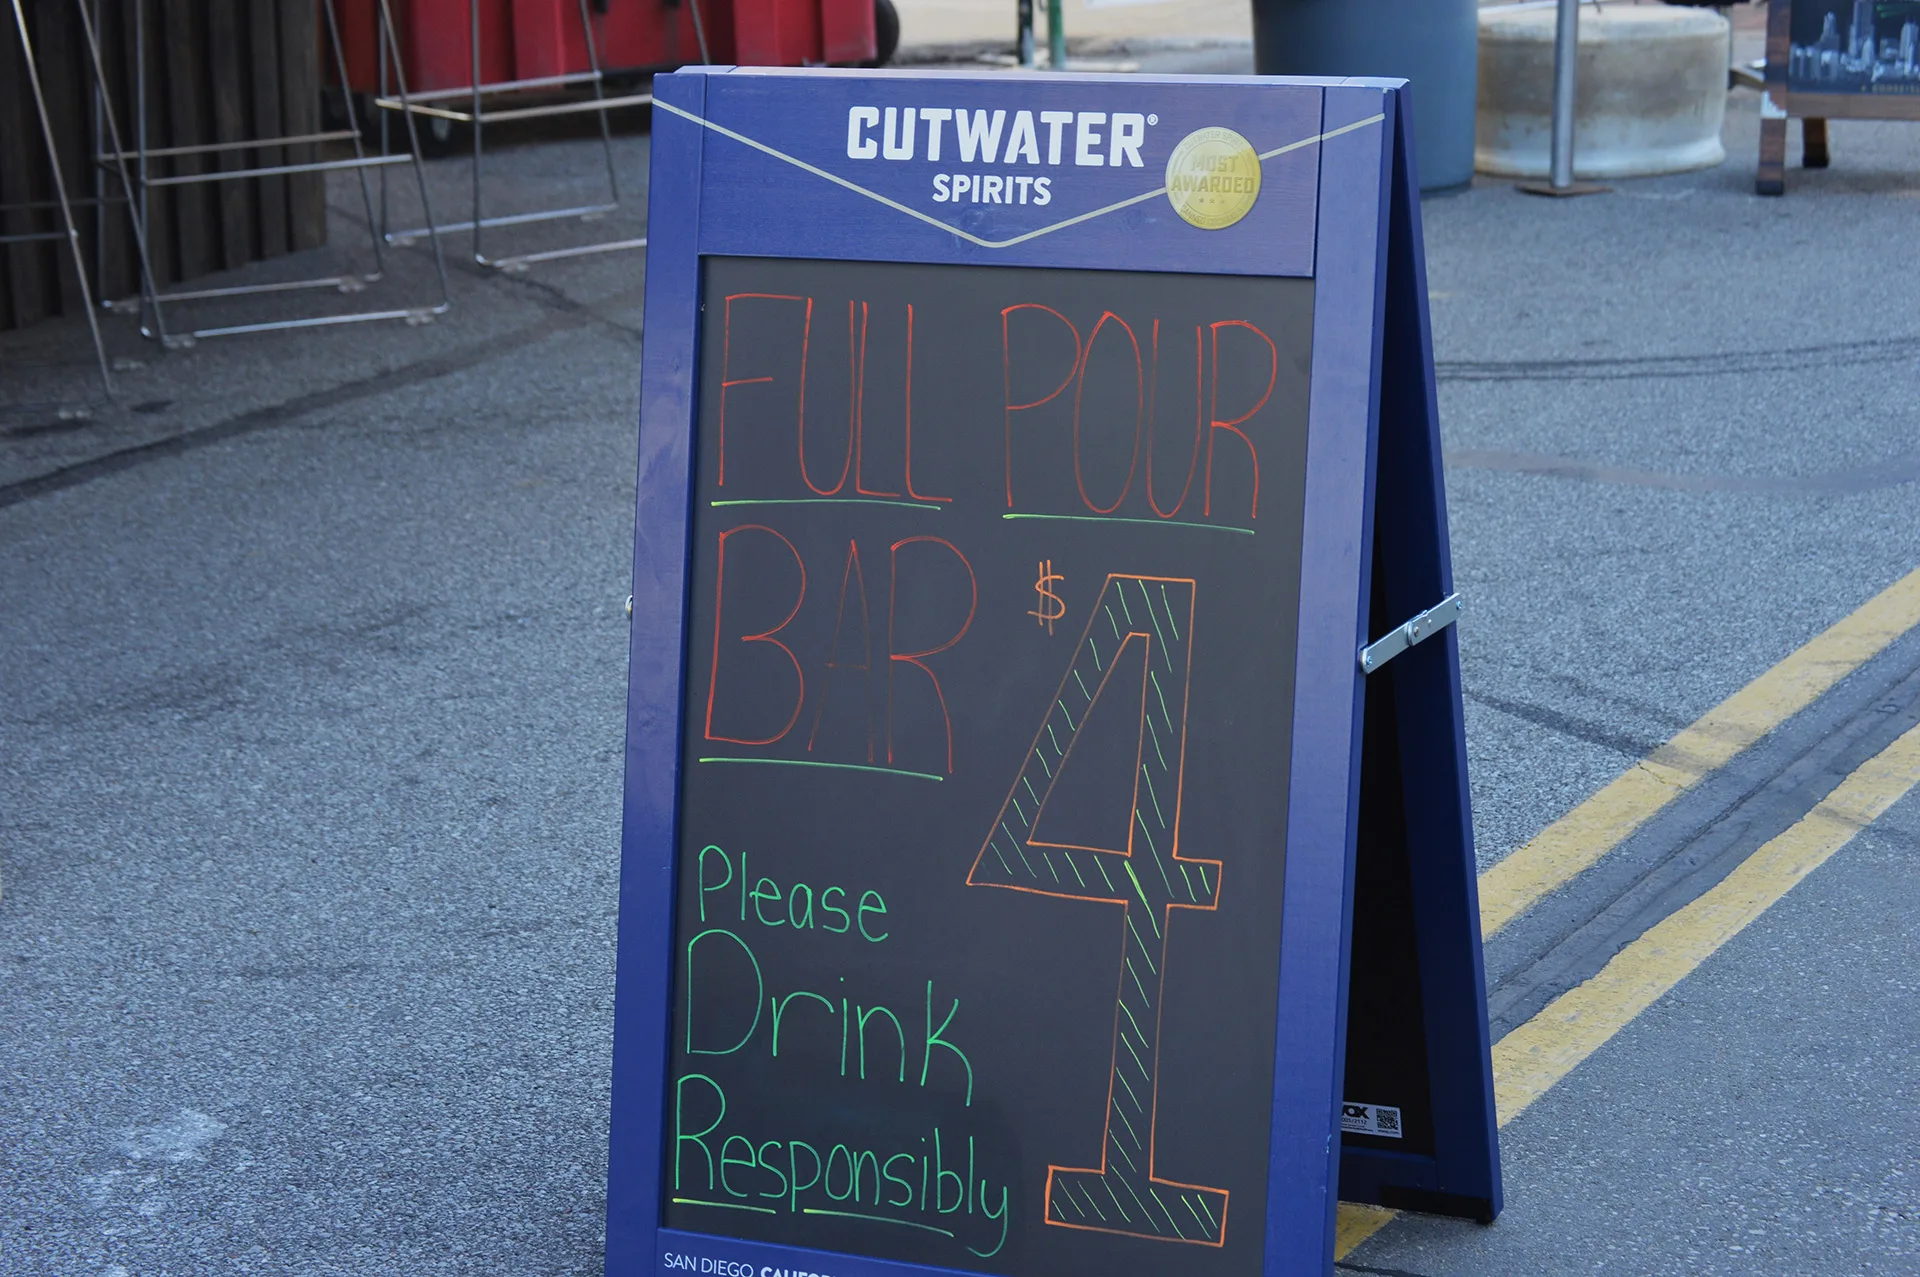 CUTWATER®
SPIRITS
MOST
AWARDED
FULL POUR
BAR $4
Please
Drink
Responsibly
SAN DIEGO